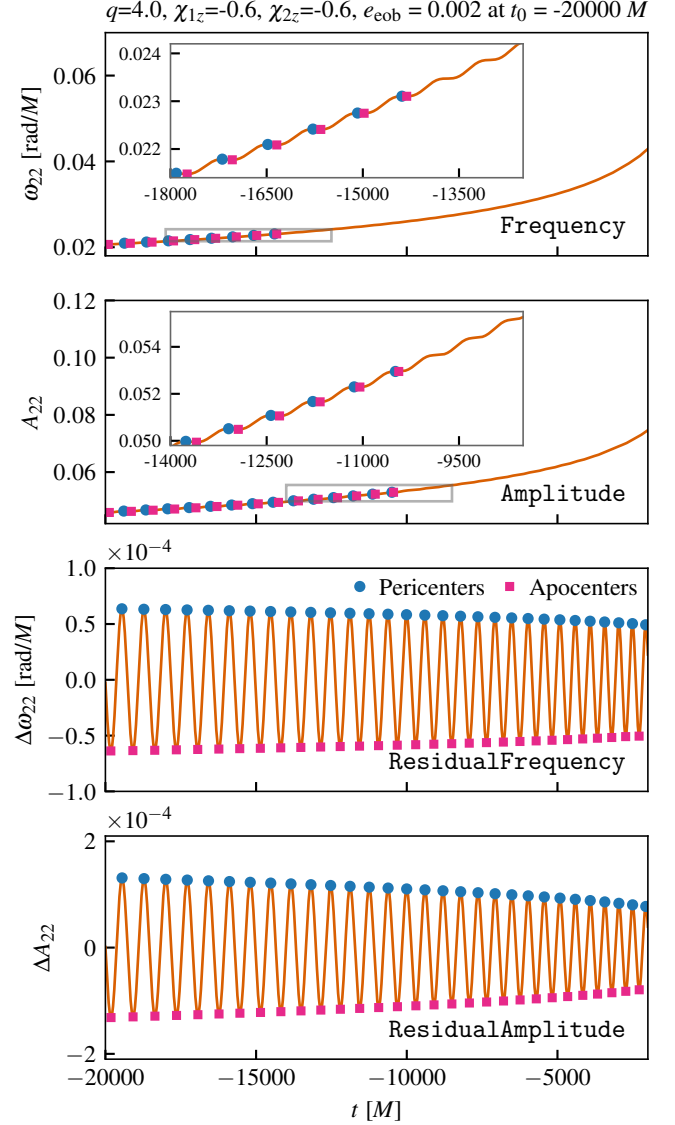 q=4.0, χ1z=-0.6, χ2z=-0.6, eeob = 0.002 at t0 = -20000 M
0.06
0.04
0.02
ω22 [rad/M]
0.024
0.023
0.022
-18000 -16500 -15000 -13500
Frequency
0.12
0.10
0.08
0.06
A22
0.054
0.052
0.050
-14000 -12500 -11000 -9500
Amplitude
×10−4
1.0
0.5
0.0
−0.5
−1.0
Δω22 [rad/M]
Pericenters Apocenters
ResidualFrequency
×10−4
2
0
−2
ΔA22
ResidualAmplitude
−20000 −15000 −10000 −5000
t [M]